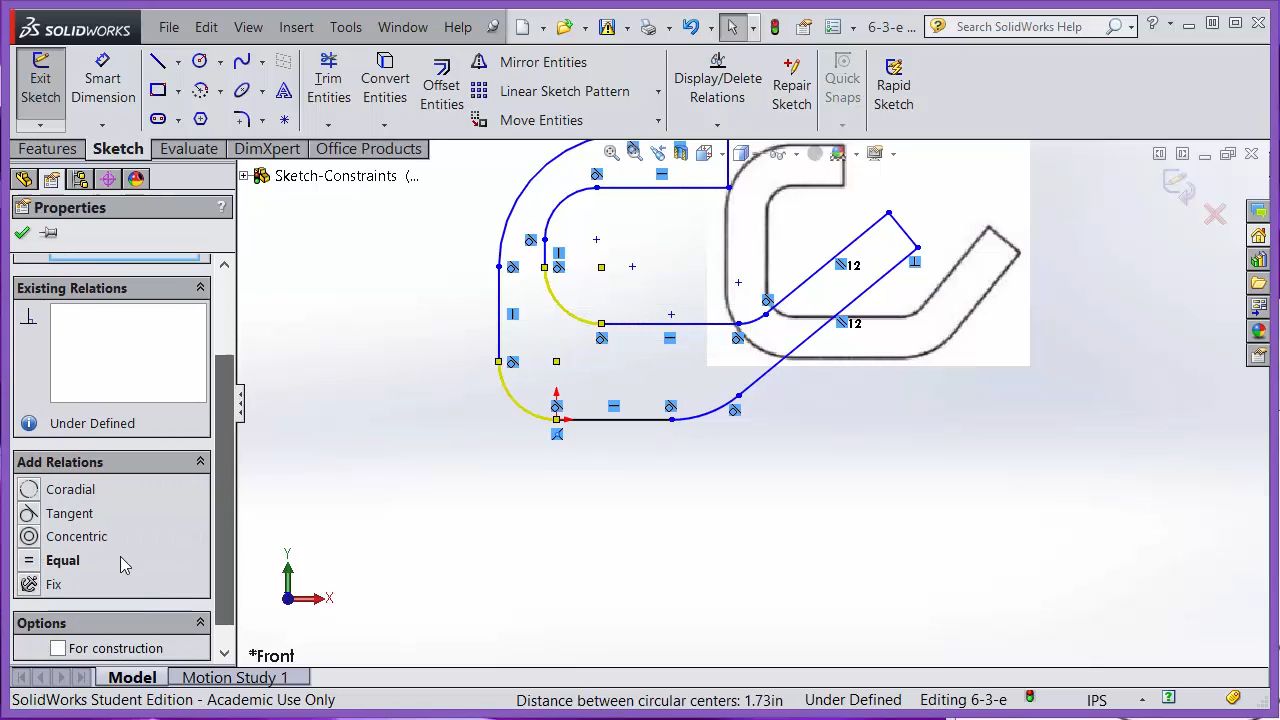 SOLIDWORKS File Edit View Insert Tools Window Help 6-3-e ... Search SolidWorks Help ?
Exit Sketch
Smart Dimension
Trim Entities
Convert Entities
Offset Entities
Mirror Entities
Linear Sketch Pattern
Move Entities
Display/Delete Relations
Repair Sketch
Quick Snaps
Rapid Sketch
Features Sketch Evaluate DimXpert Office Products
Sketch-Constraints (...
Properties ?
Existing Relations
Under Defined
Add Relations
Coradial
Tangent
Concentric
Equal
Fix
Options
For construction
12
12
Y
X
*Front
Model Motion Study 1
SolidWorks Student Edition - Academic Use Only Distance between circular centers: 1.73in Under Defined Editing 6-3-e IPS ?